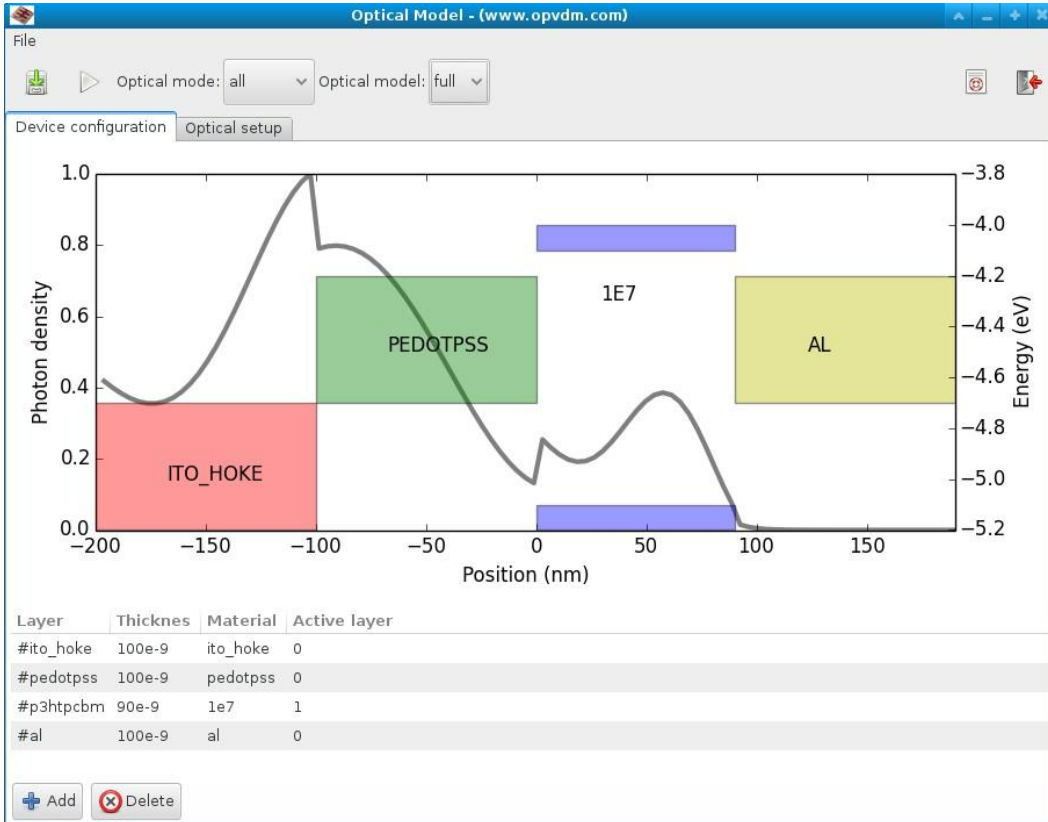 Optical Model - (www.opvdm.com)
File
Optical mode: all Optical model: full
Device configuration Optical setup
1.0 −3.8
−4.0
0.8
−4.2
1E7
0.6
−4.4
PEDOTPSS AL
Photon density
Energy (eV)
0.4 −4.6
−4.8
0.2
ITO_HOKE −5.0
0.0 −5.2
−200 −150 −100 −50 0 50 100 150
Position (nm)
Layer Thicknes Material Active layer
#ito_hoke 100e-9 ito_hoke 0
#pedotpss 100e-9 pedotpss 0
#p3htpcbm 90e-9 1e7 1
#al 100e-9 al 0
Add Delete